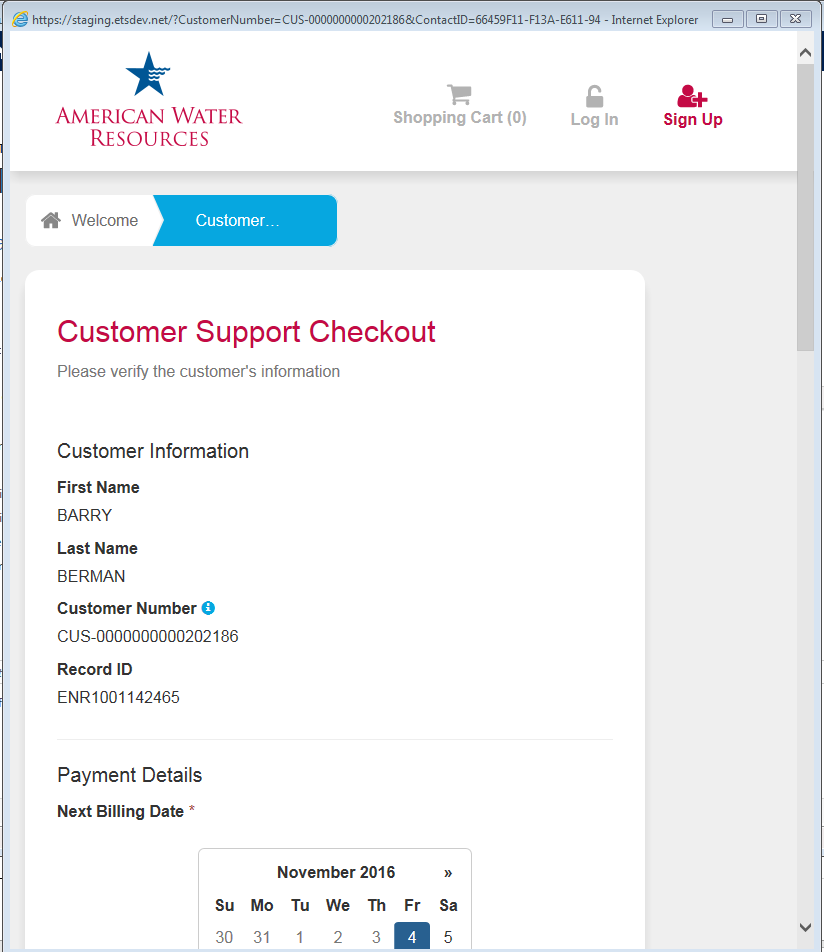 https://staging.etsdev.net/?CustomerNumber=CUS-0000000000202186&ContactID=66459F11-F13A-E611-94 - Internet Explorer
AMERICAN WATER
RESOURCES
Shopping Cart (0)
Log In
Sign Up
Welcome
Customer…
Customer Support Checkout
Please verify the customer's information
Customer Information
First Name
BARRY
Last Name
BERMAN
Customer Number
CUS-0000000000202186
Record ID
ENR1001142465
Payment Details
Next Billing Date *
November 2016 »
Su Mo Tu We Th Fr Sa
30 31 1 2 3 4 5